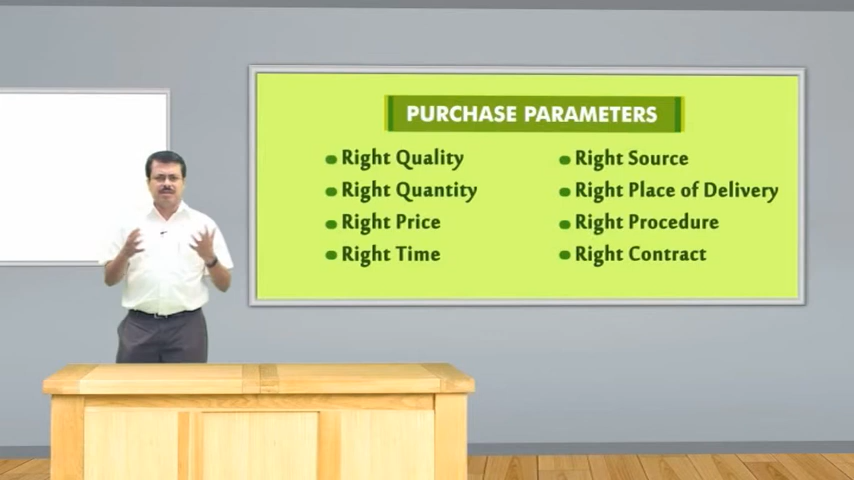 PURCHASE PARAMETERS
Right Quality
Right Quantity
Right Price
Right Time
Right Source
Right Place of Delivery
Right Procedure
Right Contract